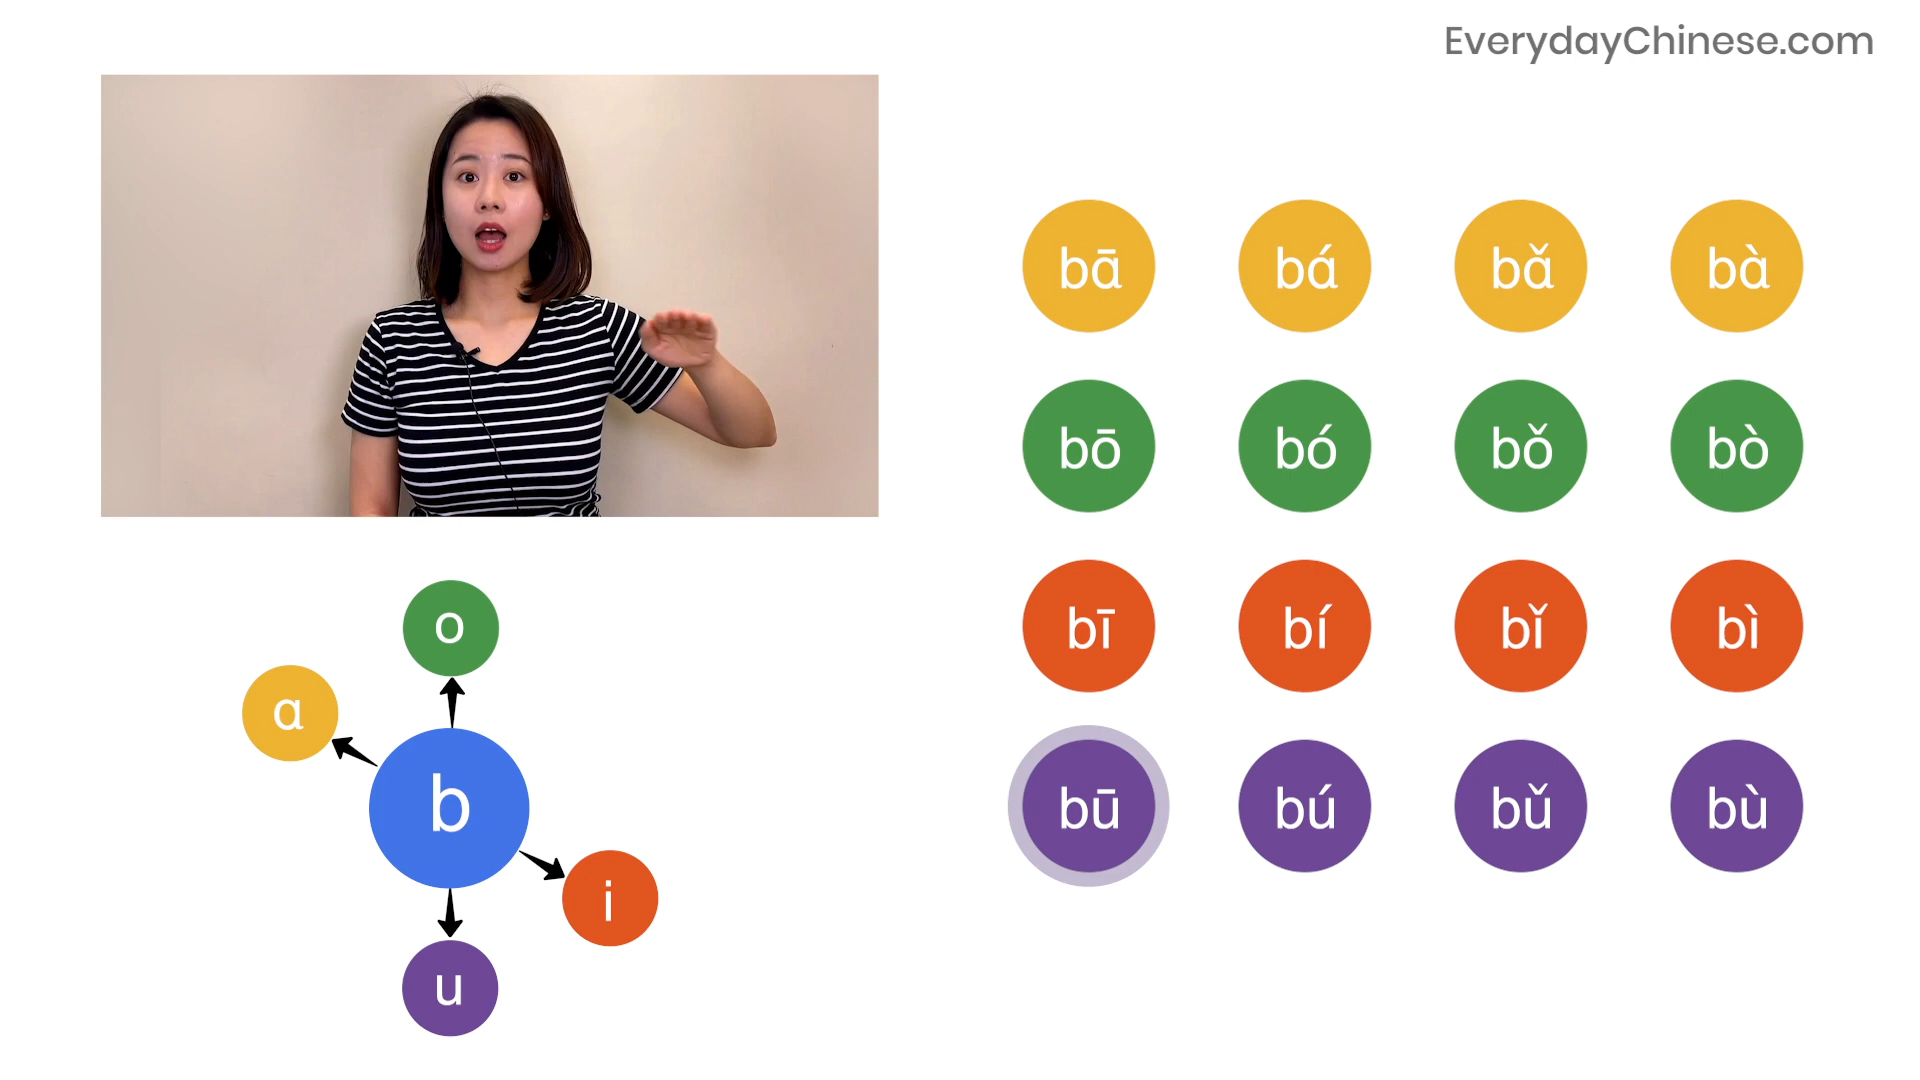 EverydayChinese.com
bā bá bǎ bà
bō bó bǒ bò
bī bí bǐ bì
bū bú bǔ bù
o
ɑ
b
i
u